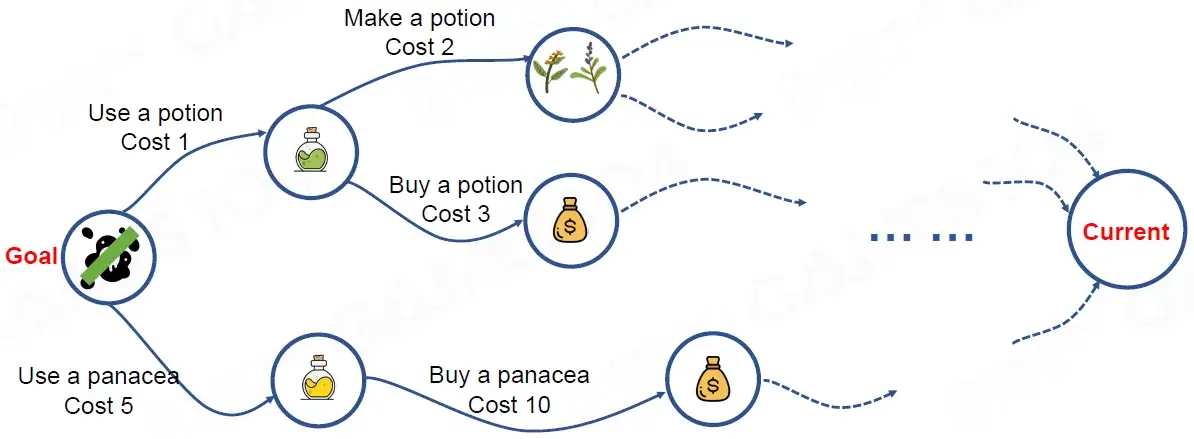 Make a potion
Cost 2
Use a potion
Cost 1
Buy a potion
Cost 3
Goal
... ...
Current
Use a panacea
Cost 5
Buy a panacea
Cost 10